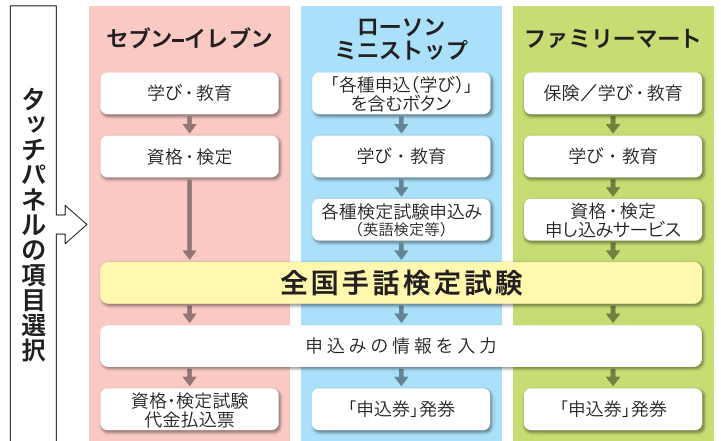 タッチパネルの項目選択
セブン-イレブン
学び・教育
資格・検定
ローソン
ミニストップ
「各種申込(学び)」
を含むボタン
学び・教育
各種検定試験申込み
(英語検定等)
ファミリーマート
保険／学び・教育
学び・教育
資格・検定
申し込みサービス
全国手話検定試験
申込みの情報を入力
資格・検定試験
代金払込票
「申込券」発券
「申込券」発券